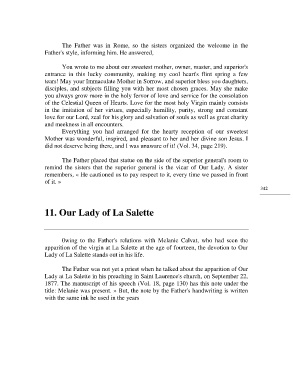 The Father was in Rome, so the sisters organized the welcome in the
Father's style, informing him. He answered,
You wrote to me about our sweetest mother, owner, master, and superior's
entrance in this lucky community, making my cool heart's flint spring a few
tears! May your Immaculate Mother in Sorrow, and superior bless you daughters,
disciples, and subjects filling you with her most chosen graces. May she make
you always grow more in the holy fervor of love and service for the consolation
of the Celestial Queen of Hearts. Love for the most holy Virgin mainly consists
in the imitation of her virtues, especially humility, purity, strong and constant
love for our Lord, zeal for his glory and salvation of souls as well as great charity
and meekness in all encounters.
Everything you had arranged for the hearty reception of our sweetest
Mother was wonderful, inspired, and pleasant to her and her divine son Jesus. I
did not deserve being there, and I was unaware of it! (Vol. 34, page 219).
The Father placed that statue on the side of the superior general's room to
remind the sisters that the superior general is the vicar of Our Lady. A sister
remembers, « He cautioned us to pay respect to it, every time we passed in front
of it. »
342
11. Our Lady of La Salette
Owing to the Father's relations with Melanie Calvat, who had seen the
apparition of the virgin at La Salette at the age of fourteen, the devotion to Our
Lady of La Salette stands out in his life.
The Father was not yet a priest when he talked about the apparition of Our
Lady at La Salette in his preaching in Saint Laurence's church, on september 22,
1877. The manuscript of his speech (Vol. 18, page 130) has this note under the
title: Melanie was present. « But, the note by the Father's handwriting is written
with the same ink he used in the years